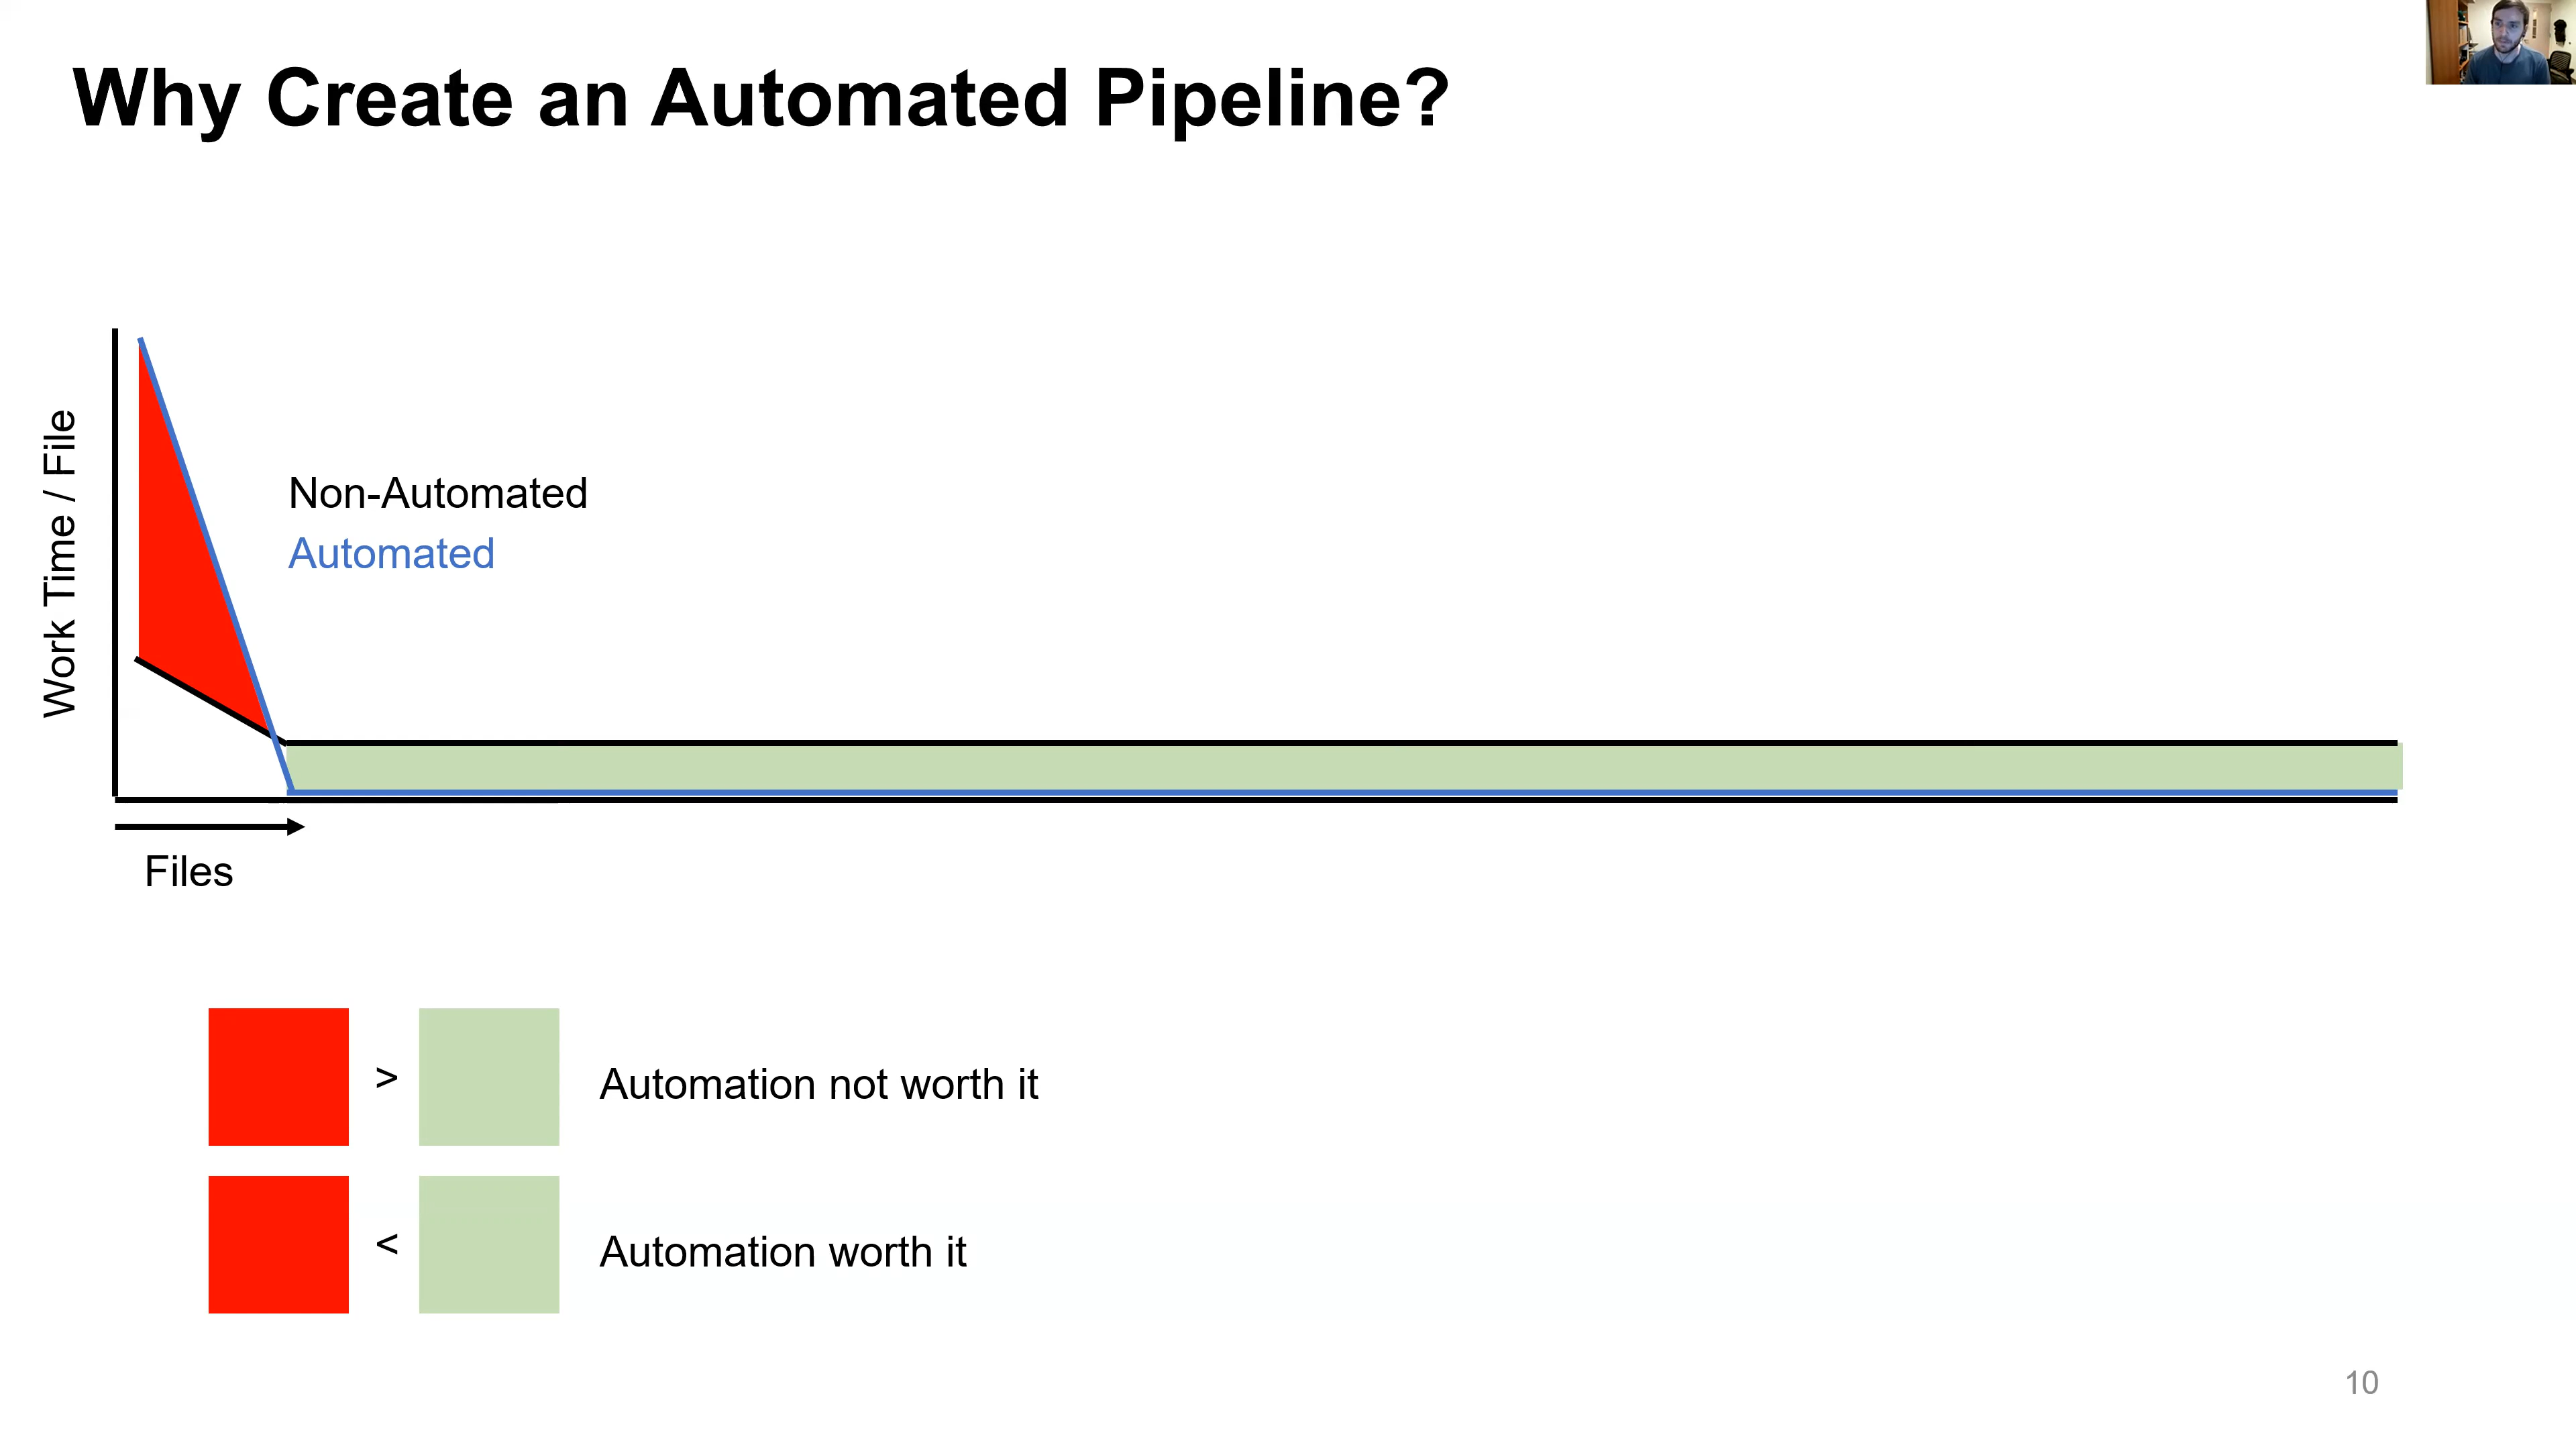 Why Create an Automated Pipeline?
Work Time / File
Non-Automated
Automated
Files
>
Automation not worth it
<
Automation worth it
10